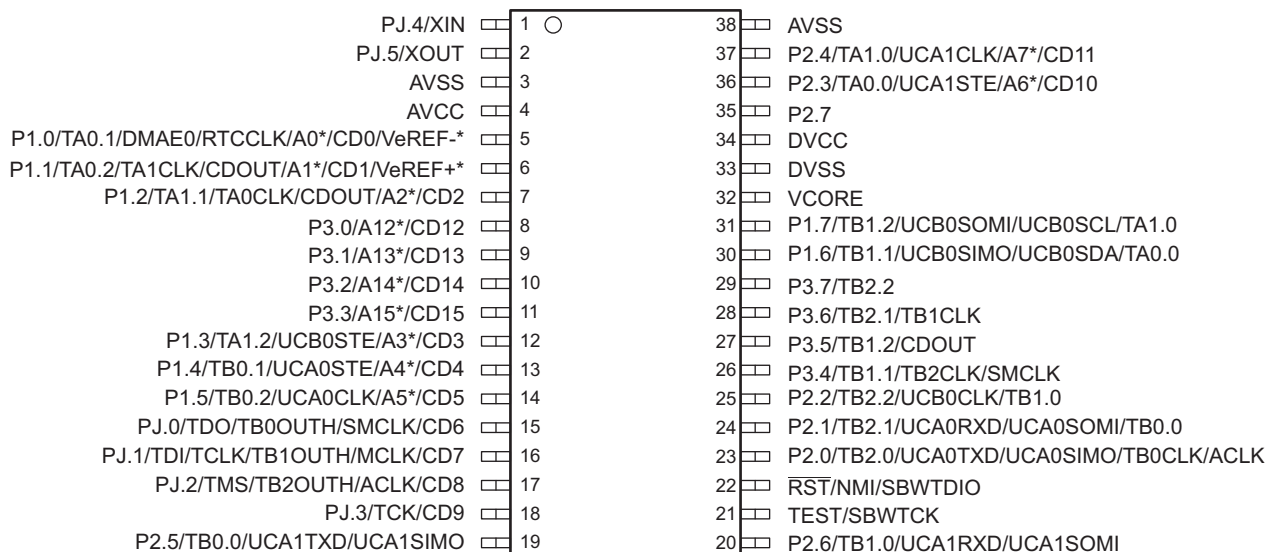 PJ.4/XIN 1 38 AVSS
PJ.5/XOUT 2 37 P2.4/TA1.0/UCA1CLK/A7*/CD11
AVSS 3 36 P2.3/TA0.0/UCA1STE/A6*/CD10
AVCC 4 35 P2.7
P1.0/TA0.1/DMAE0/RTCCLK/A0*/CD0/VeREF-* 5 34 DVCC
P1.1/TA0.2/TA1CLK/CDOUT/A1*/CD1/VeREF+* 6 33 DVSS
P1.2/TA1.1/TA0CLK/CDOUT/A2*/CD2 7 32 VCORE
P3.0/A12*/CD12 8 31 P1.7/TB1.2/UCB0SOMI/UCB0SCL/TA1.0
P3.1/A13*/CD13 9 30 P1.6/TB1.1/UCB0SIMO/UCB0SDA/TA0.0
P3.2/A14*/CD14 10 29 P3.7/TB2.2
P3.3/A15*/CD15 11 28 P3.6/TB2.1/TB1CLK
P1.3/TA1.2/UCB0STE/A3*/CD3 12 27 P3.5/TB1.2/CDOUT
P1.4/TB0.1/UCA0STE/A4*/CD4 13 26 P3.4/TB1.1/TB2CLK/SMCLK
P1.5/TB0.2/UCA0CLK/A5*/CD5 14 25 P2.2/TB2.2/UCB0CLK/TB1.0
PJ.0/TDO/TB0OUTH/SMCLK/CD6 15 24 P2.1/TB2.1/UCA0RXD/UCA0SOMI/TB0.0
PJ.1/TDI/TCLK/TB1OUTH/MCLK/CD7 16 23 P2.0/TB2.0/UCA0TXD/UCA0SIMO/TB0CLK/ACLK
PJ.2/TMS/TB2OUTH/ACLK/CD8 17 22 RST/NMI/SBWTDIO
PJ.3/TCK/CD9 18 21 TEST/SBWTCK
P2.5/TB0.0/UCA1TXD/UCA1SIMO 19 20 P2.6/TB1.0/UCA1RXD/UCA1SOMI